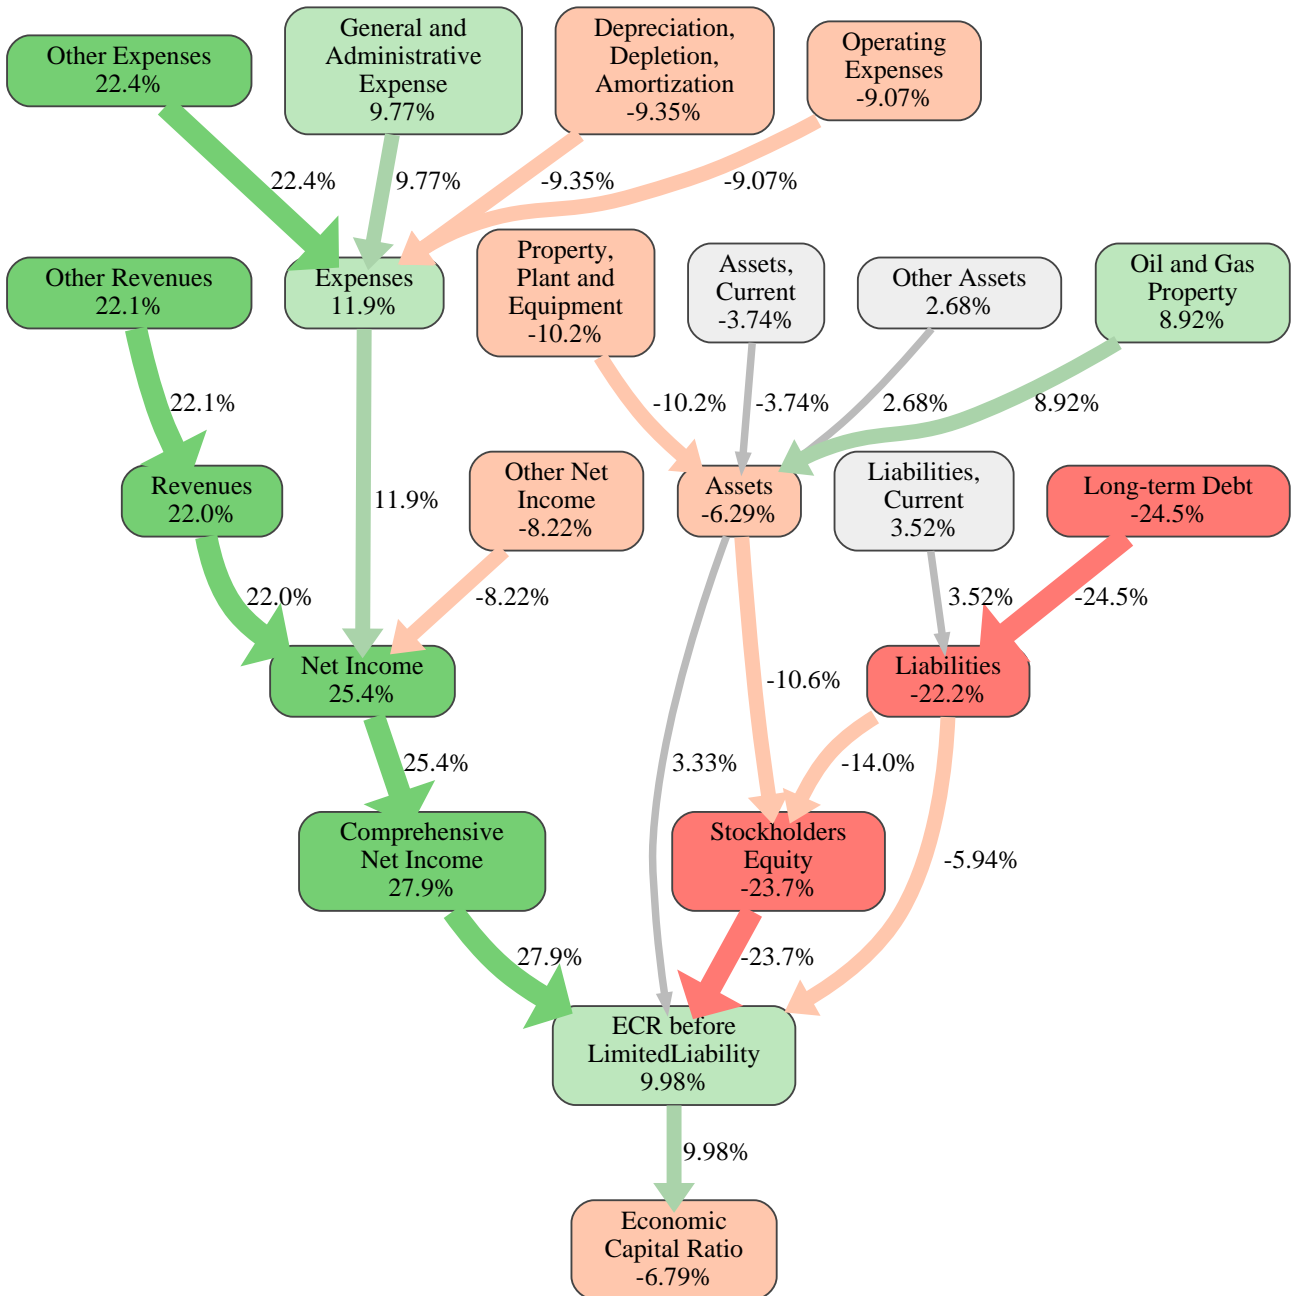 Other Expenses
22.4%
General and
Administrative
Expense
9.77%
Depreciation,
Depletion,
Amortization
-9.35%
Operating
Expenses
-9.07%
22.4%
9.77%
-9.35%
-9.07%
Other Revenues
22.1%
Expenses
11.9%
Property,
Plant and
Equipment
-10.2%
Assets,
Current
-3.74%
Other Assets
2.68%
Oil and Gas
Property
8.92%
22.1%
-10.2%
-3.74%
2.68%
8.92%
Revenues
22.0%
11.9%
Other Net
Income
-8.22%
Assets
-6.29%
Liabilities,
Current
3.52%
Long-term Debt
-24.5%
22.0%
-8.22%
3.52%
-24.5%
Net Income
25.4%
-10.6%
Liabilities
-22.2%
25.4%
3.33%
-14.0%
Comprehensive
Net Income
27.9%
Stockholders
Equity
-23.7%
-5.94%
27.9%
-23.7%
ECR before
LimitedLiability
9.98%
9.98%
Economic
Capital Ratio
-6.79%